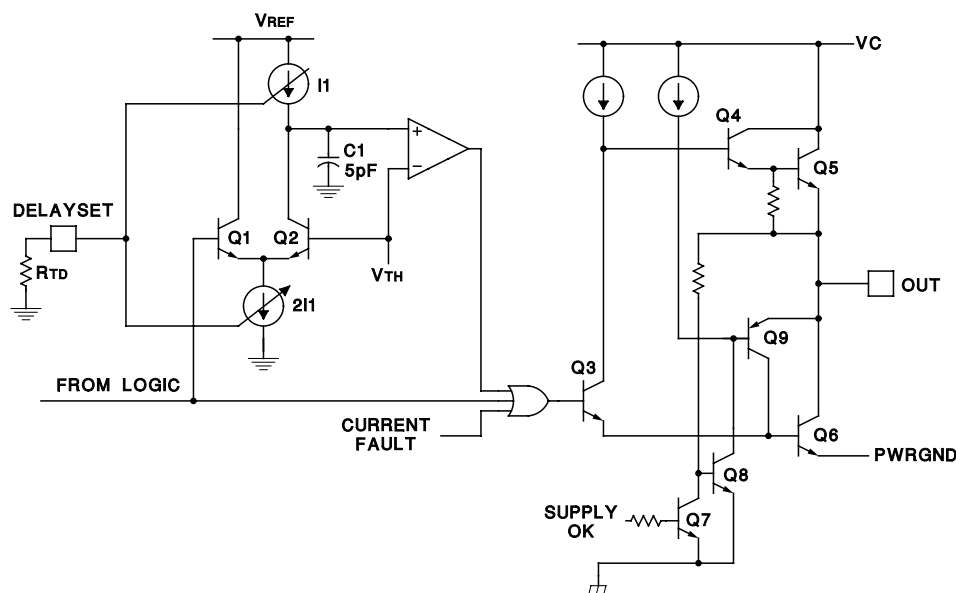 VREF
I1
C1
5pF
DELAYSET
RTD
Q1
Q2
VTH
2I1
FROM LOGIC
CURRENT
FAULT
VC
Q4
Q5
OUT
Q9
Q3
Q6
PWRGND
Q8
SUPPLY
OK
Q7
+
−